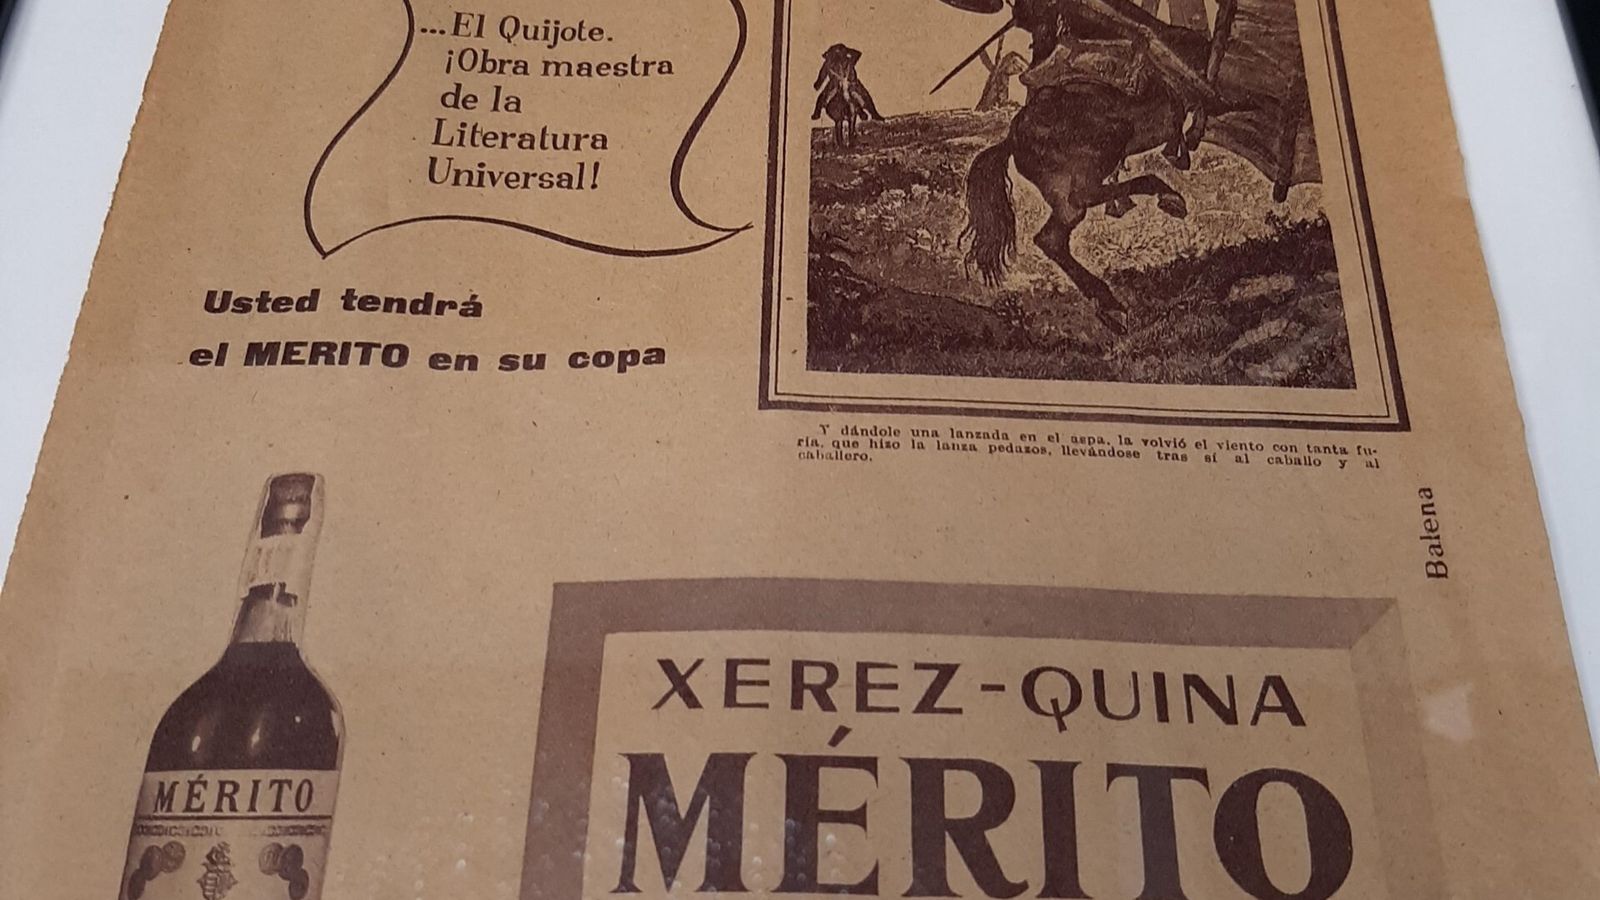 ...El Quijote.
¡Obra maestra
de la
Literatura
Universal!
Usted tendrá
el MERITO en su copa
Y dándole una lanzada en el aspa, la volvió el viento con tanta fu-
ria, que hizo la lanza pedazos, llevándose tras sí al caballo y al
caballero.
Balena
XEREZ-QUINA
MÉRITO
MÉRITO